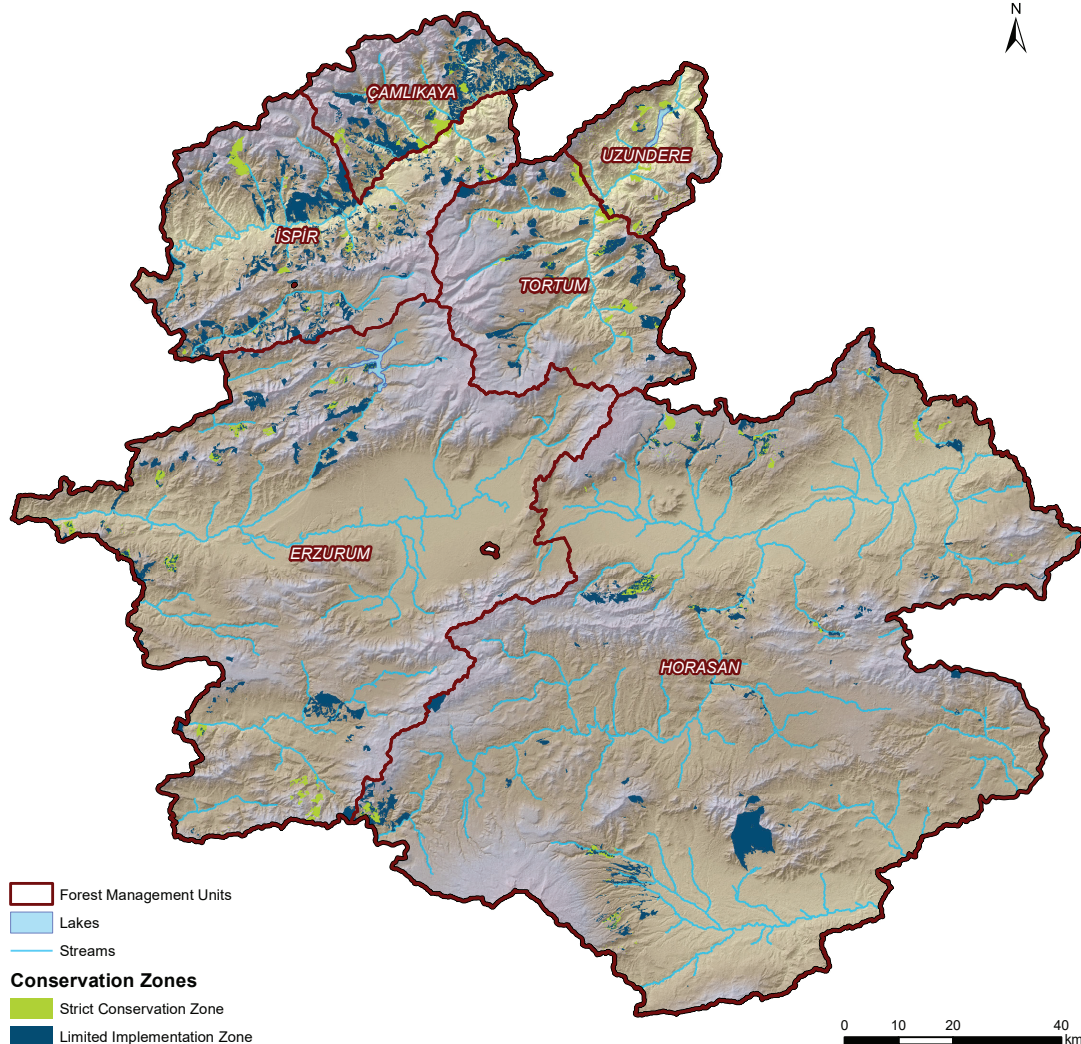 N
ÇAMLIKAYA
UZUNDERE
İSPİR
TORTUM
ERZURUM
HORASAN
Forest Management Units
Lakes
Streams
Conservation Zones
Strict Conservation Zone
Limited Implementation Zone
0 10 20 40
km